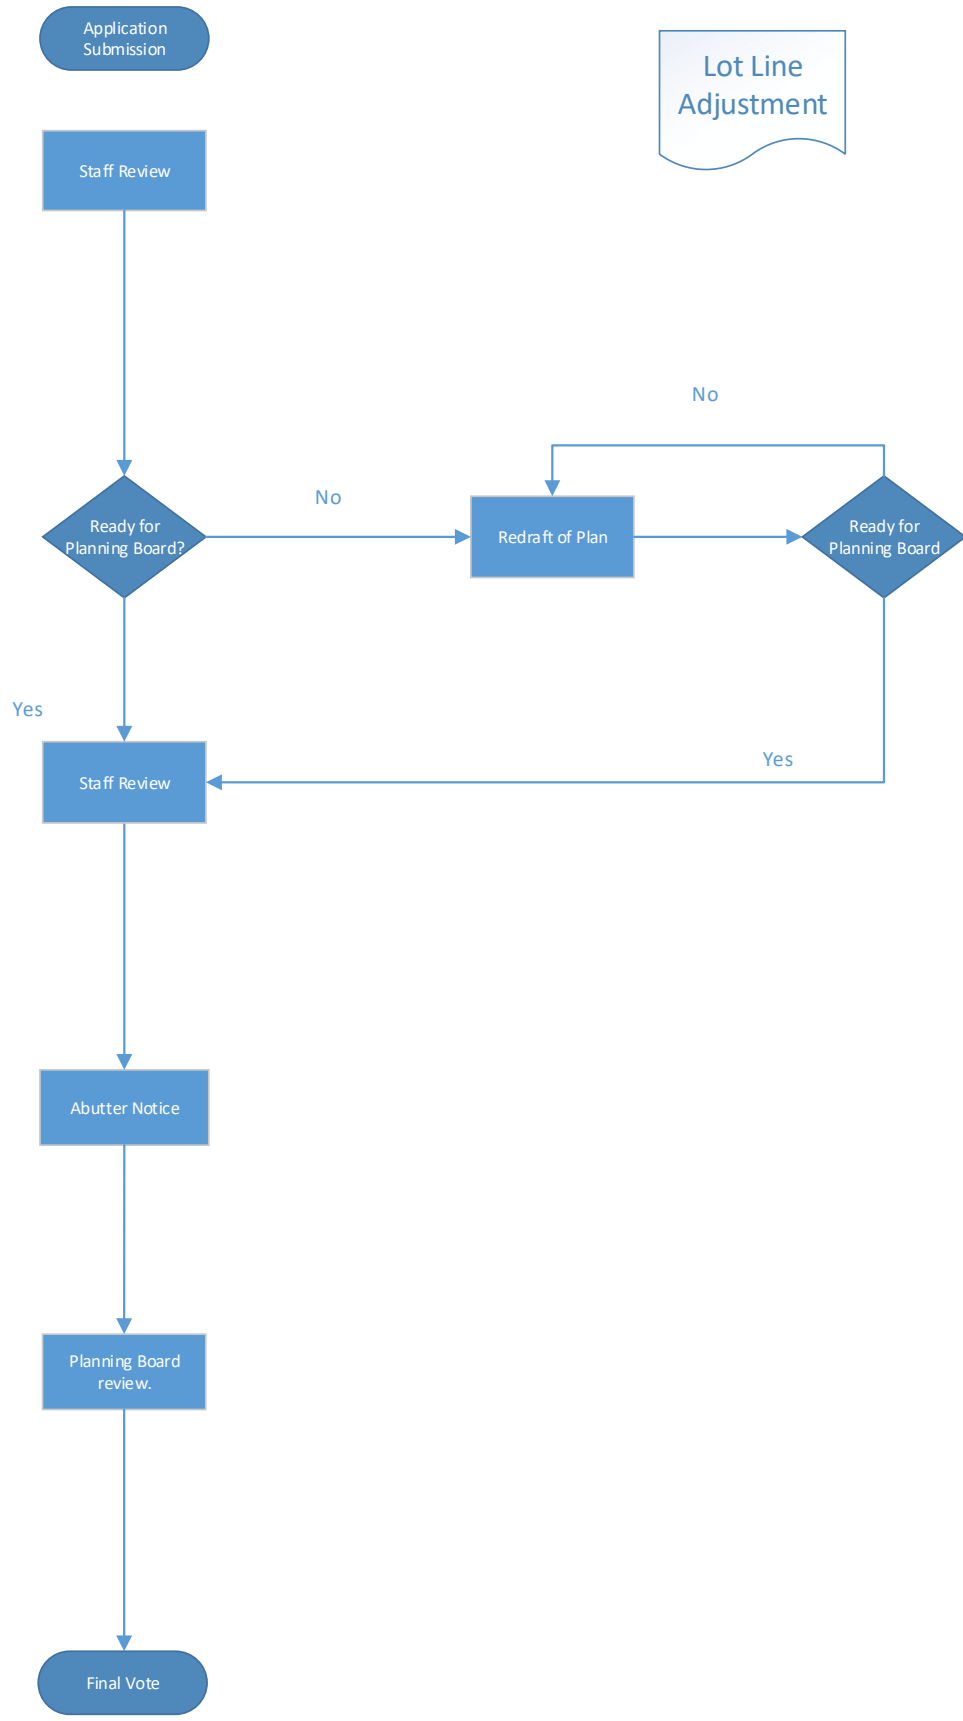 Application
Submission
Lot Line
Adjustment
Staff Review
No
No
Ready for
Planning Board?
Redraft of Plan
Ready for
Planning Board
Yes
Yes
Staff Review
Abutter Notice
Planning Board
review.
Final Vote